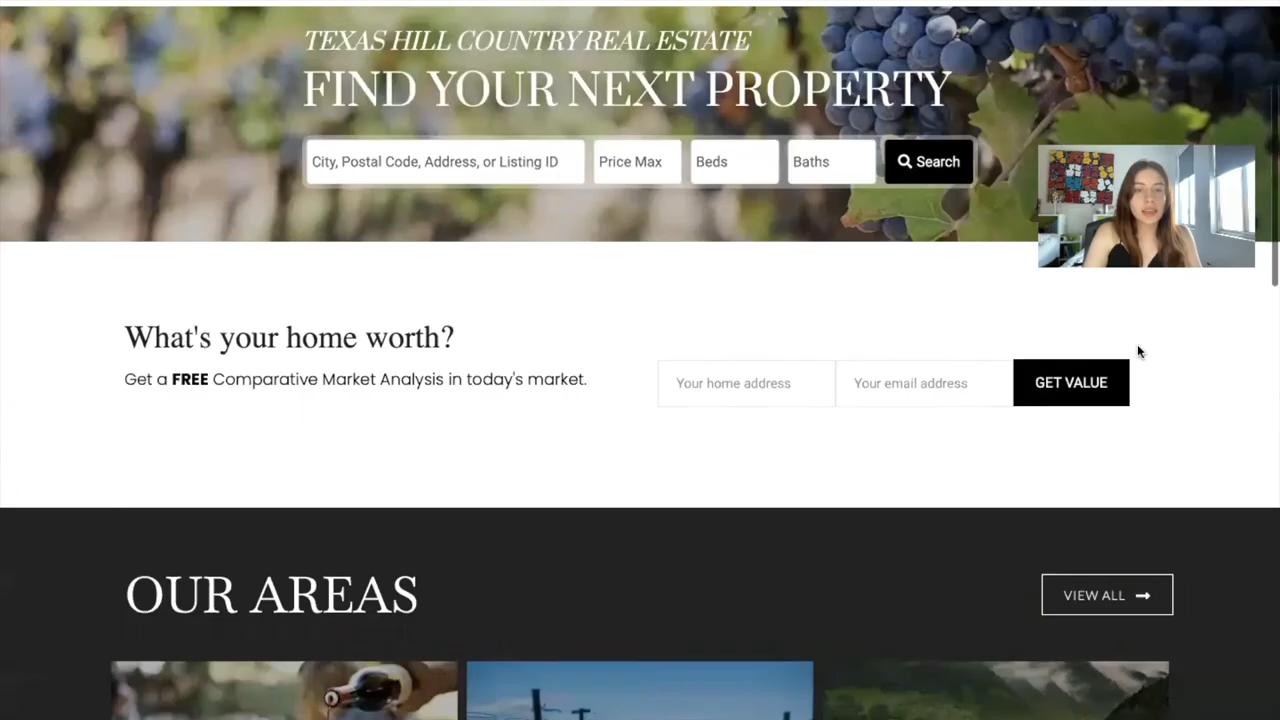 TEXAS HILL COUNTRY REAL ESTATE
FIND YOUR NEXT PROPERTY
City, Postal Code, Address, or Listing ID Price Max Beds Baths Search
What's your home worth?
Get a FREE Comparative Market Analysis in today's market.
Your home address Your email address GET VALUE
OUR AREAS
VIEW ALL